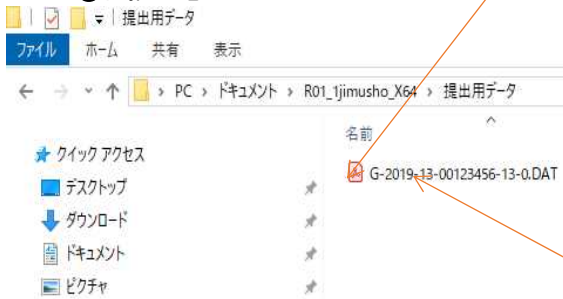 提出用データ
ファイル ホーム 共有 表示
PC › ドキュメント › R01_1jimusho_X64 › 提出用データ
名前
クイック アクセス
G-2019-13-00123456-13-0.DAT
デスクトップ
ダウンロード
ドキュメント
ピクチャ